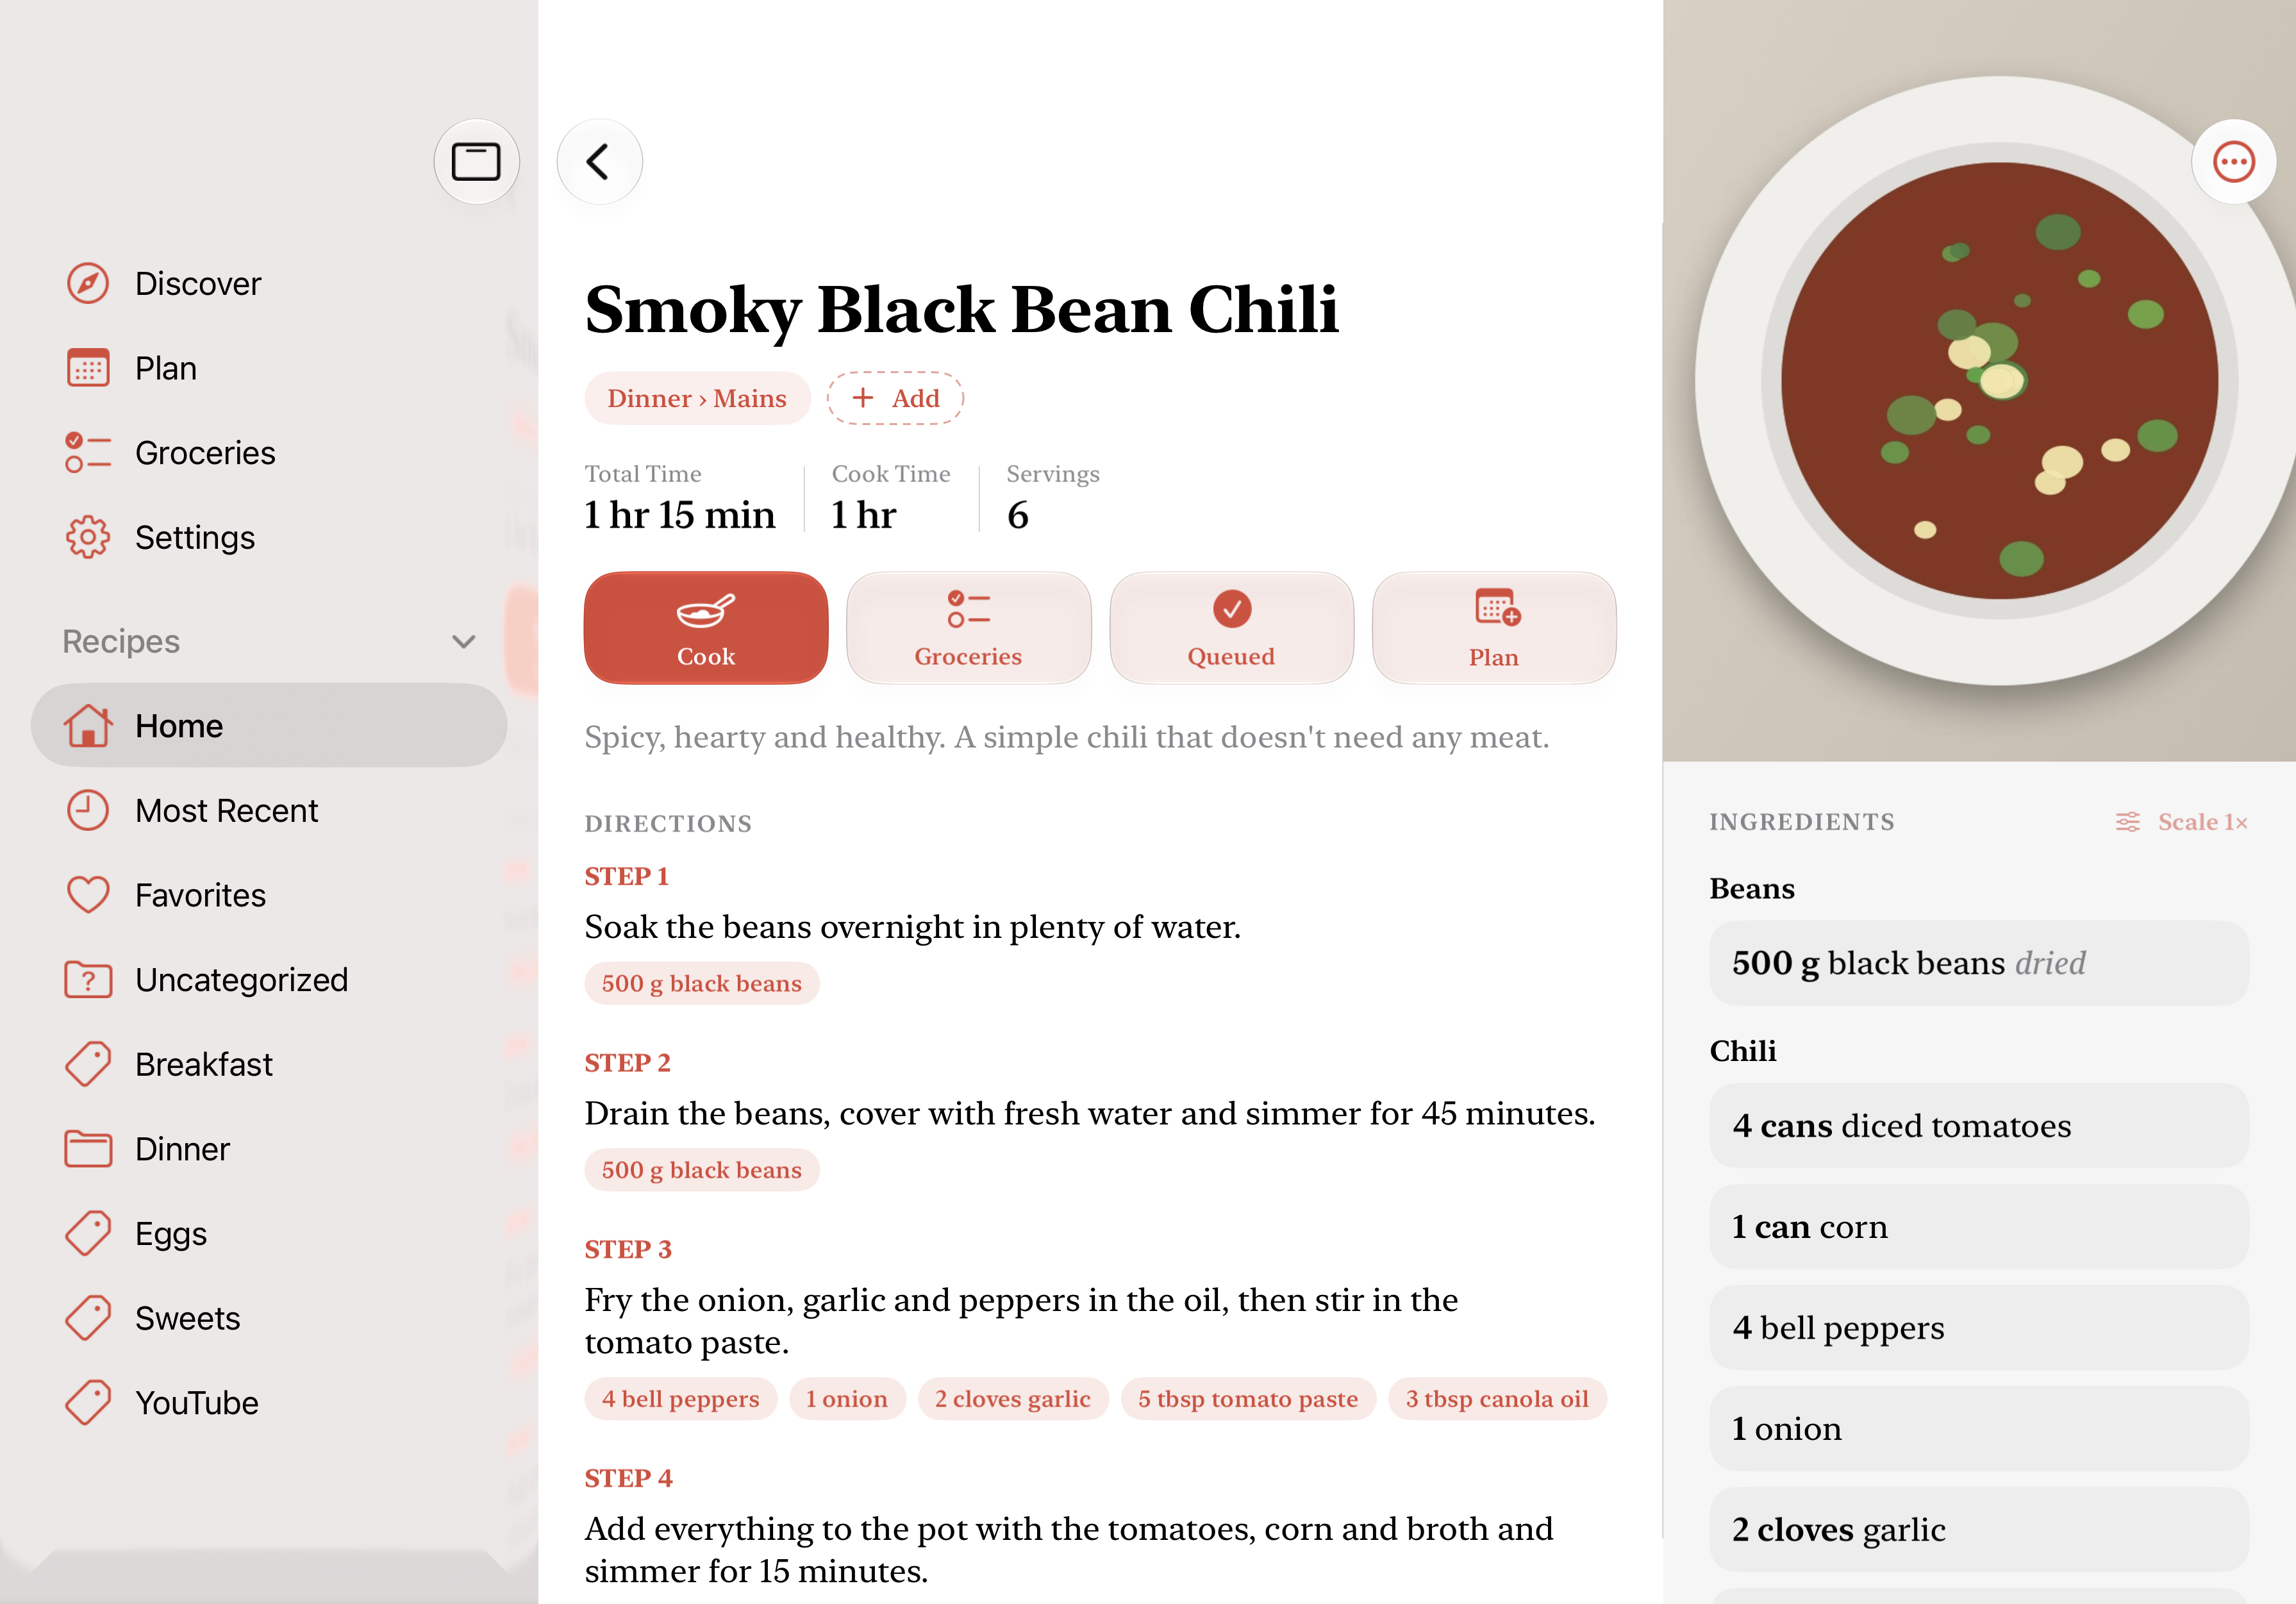 Discover
Plan
Groceries
Settings
Recipes
Home
Most Recent
Favorites
Uncategorized
Breakfast
Dinner
Eggs
Sweets
YouTube
Smoky Black Bean Chili
Dinner › Mains
+ Add
Total Time
1 hr 15 min
Cook Time
1 hr
Servings
6
Cook
Groceries
Queued
Plan
Spicy, hearty and healthy. A simple chili that doesn't need any meat.
DIRECTIONS
STEP 1
Soak the beans overnight in plenty of water.
500 g black beans
STEP 2
Drain the beans, cover with fresh water and simmer for 45 minutes.
500 g black beans
STEP 3
Fry the onion, garlic and peppers in the oil, then stir in the
tomato paste.
4 bell peppers
1 onion
2 cloves garlic
5 tbsp tomato paste
3 tbsp canola oil
STEP 4
Add everything to the pot with the tomatoes, corn and broth and
simmer for 15 minutes.
INGREDIENTS
Scale 1×
Beans
500 g black beans dried
Chili
4 cans diced tomatoes
1 can corn
4 bell peppers
1 onion
2 cloves garlic